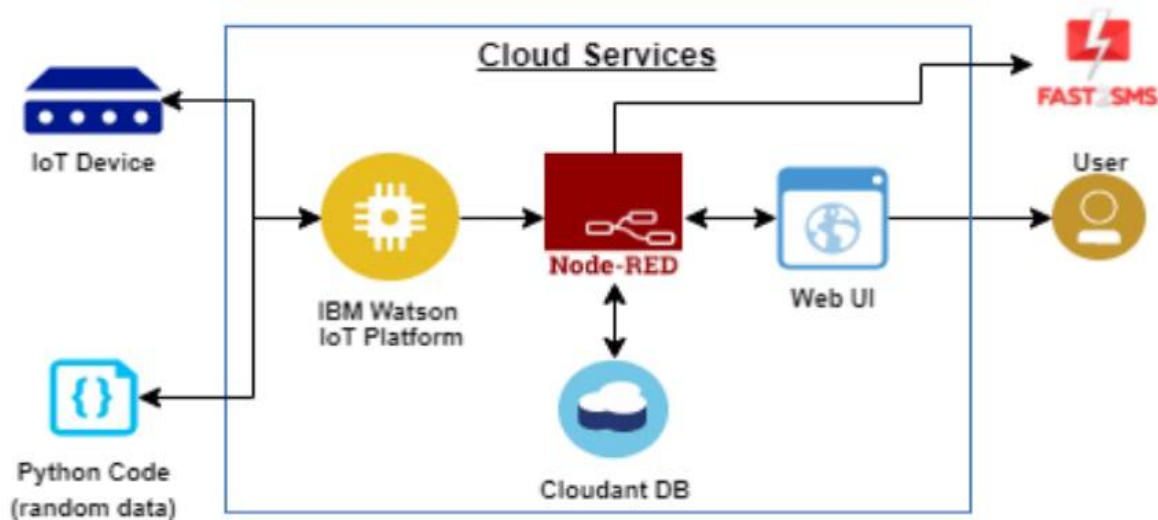 Cloud Services
FAST2SMS
IoT Device
User
Node-RED
IBM Watson
IoT Platform
Web UI
Python Code
(random data)
Cloudant DB